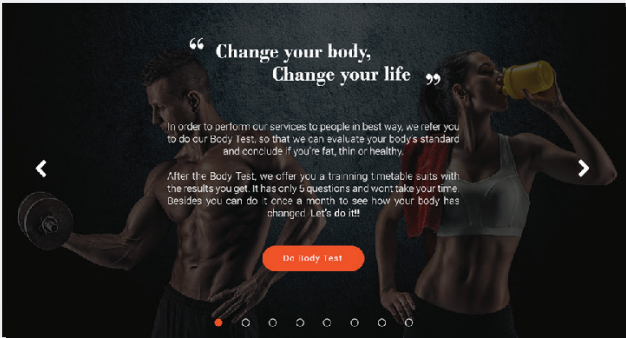 “ Change your body,
Change your life ”
In order to perform our services to people in best way, we refer you
to do our Body Test, so that we can evaluate your body's standard
and conclude if you're fat, thin or healthy.
After the Body Test, we offer you a trainning timetable suits with
the results you get. It has only 5 questions and wont take your time.
Besides you can do it once a month to see how your body has
changed. Let's do it!!
Do Body Test